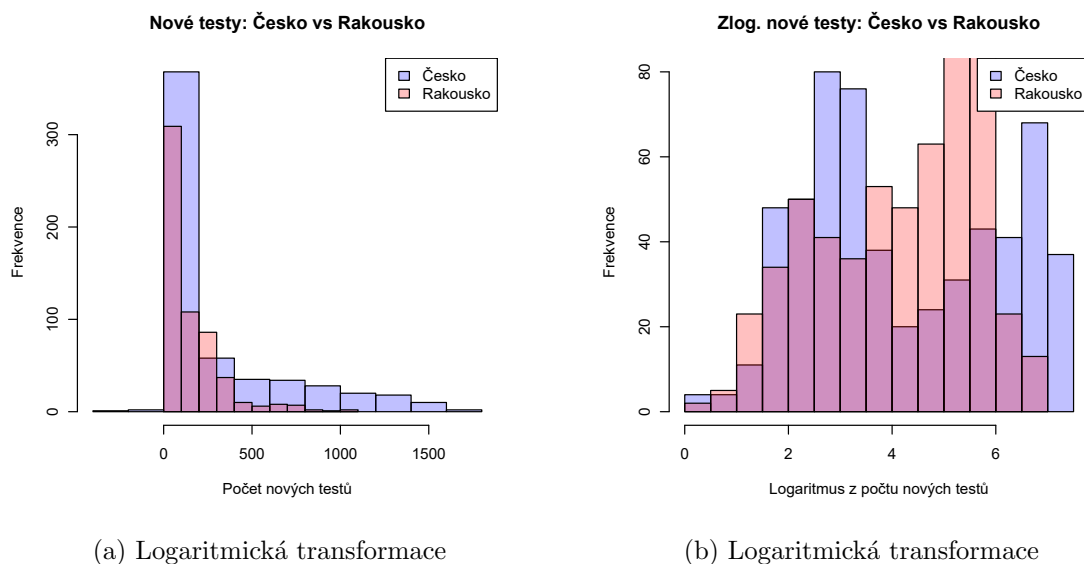 Nové testy: Česko vs Rakousko
Česko
Rakousko
Frekvence
0
100
200
300
0
500
1000
1500
Počet nových testů
(a) Logaritmická transformace
Zlog. nové testy: Česko vs Rakousko
Česko
Rakousko
Frekvence
0
20
40
60
80
0
2
4
6
Logaritmus z počtu nových testů
(b) Logaritmická transformace